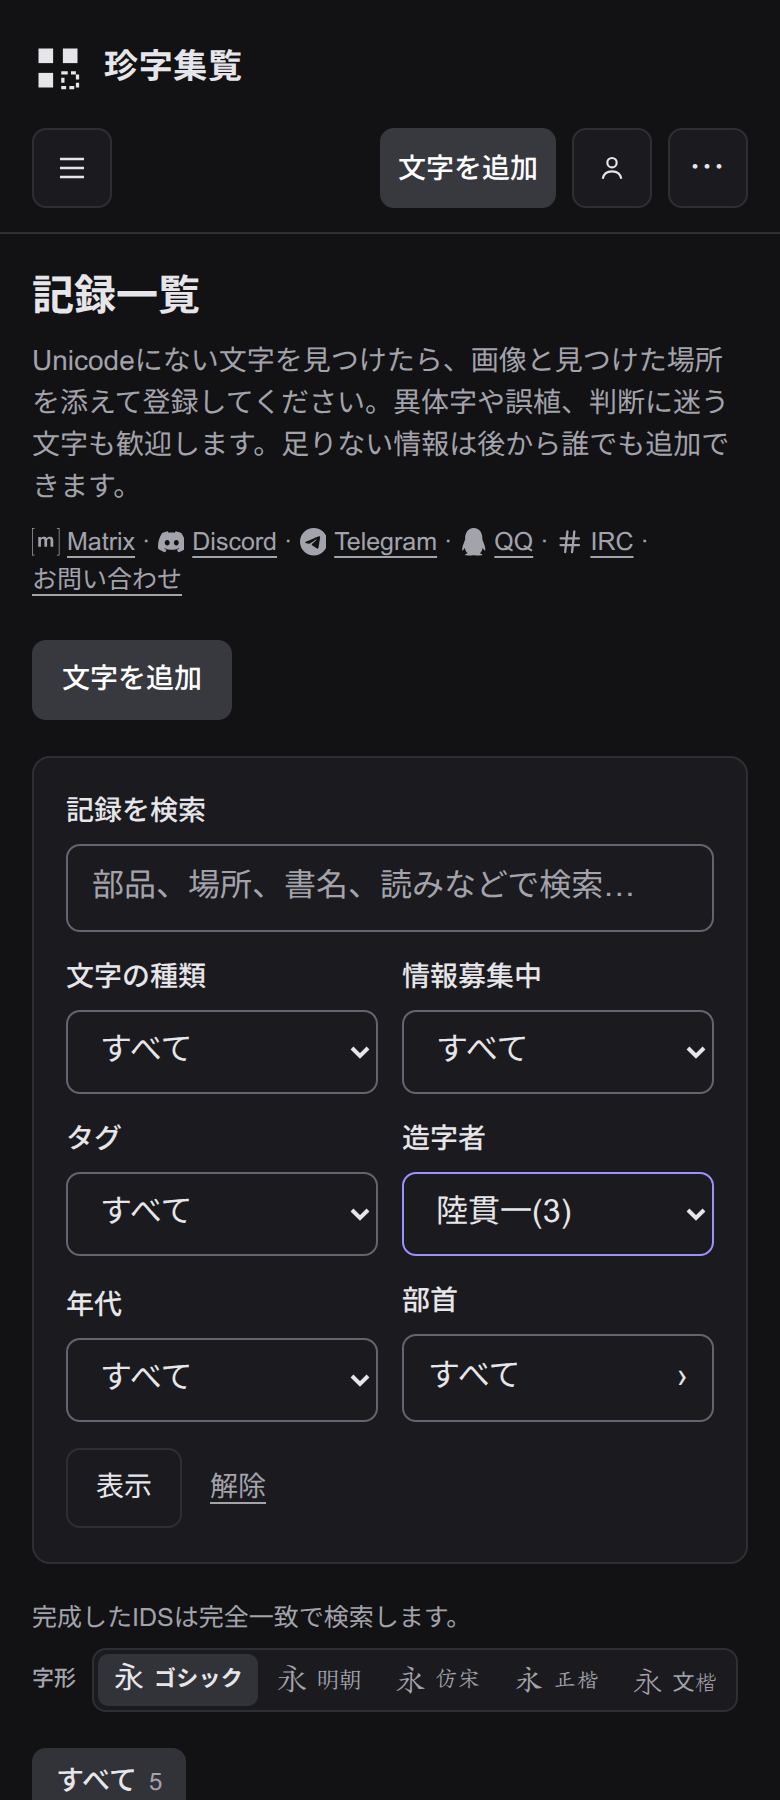 珍字集覧
文字を追加
記録一覧
Unicodeにない文字を見つけたら、画像と見つけた場所
を添えて登録してください。異体字や誤植、判断に迷う
文字も歓迎します。足りない情報は後から誰でも追加で
きます。
[m] Matrix · Discord · Telegram · QQ · IRC ·
お問い合わせ
文字を追加
記録を検索
部品、場所、書名、読みなどで検索…
文字の種類 情報募集中
すべて すべて
タグ 造字者
すべて 陸貫一(3)
年代 部首
すべて すべて ›
表示 解除
完成したIDSは完全一致で検索します。
字形 永 ゴシック 永 明朝 永 仿宋 永 正楷 永 文楷
すべて 5